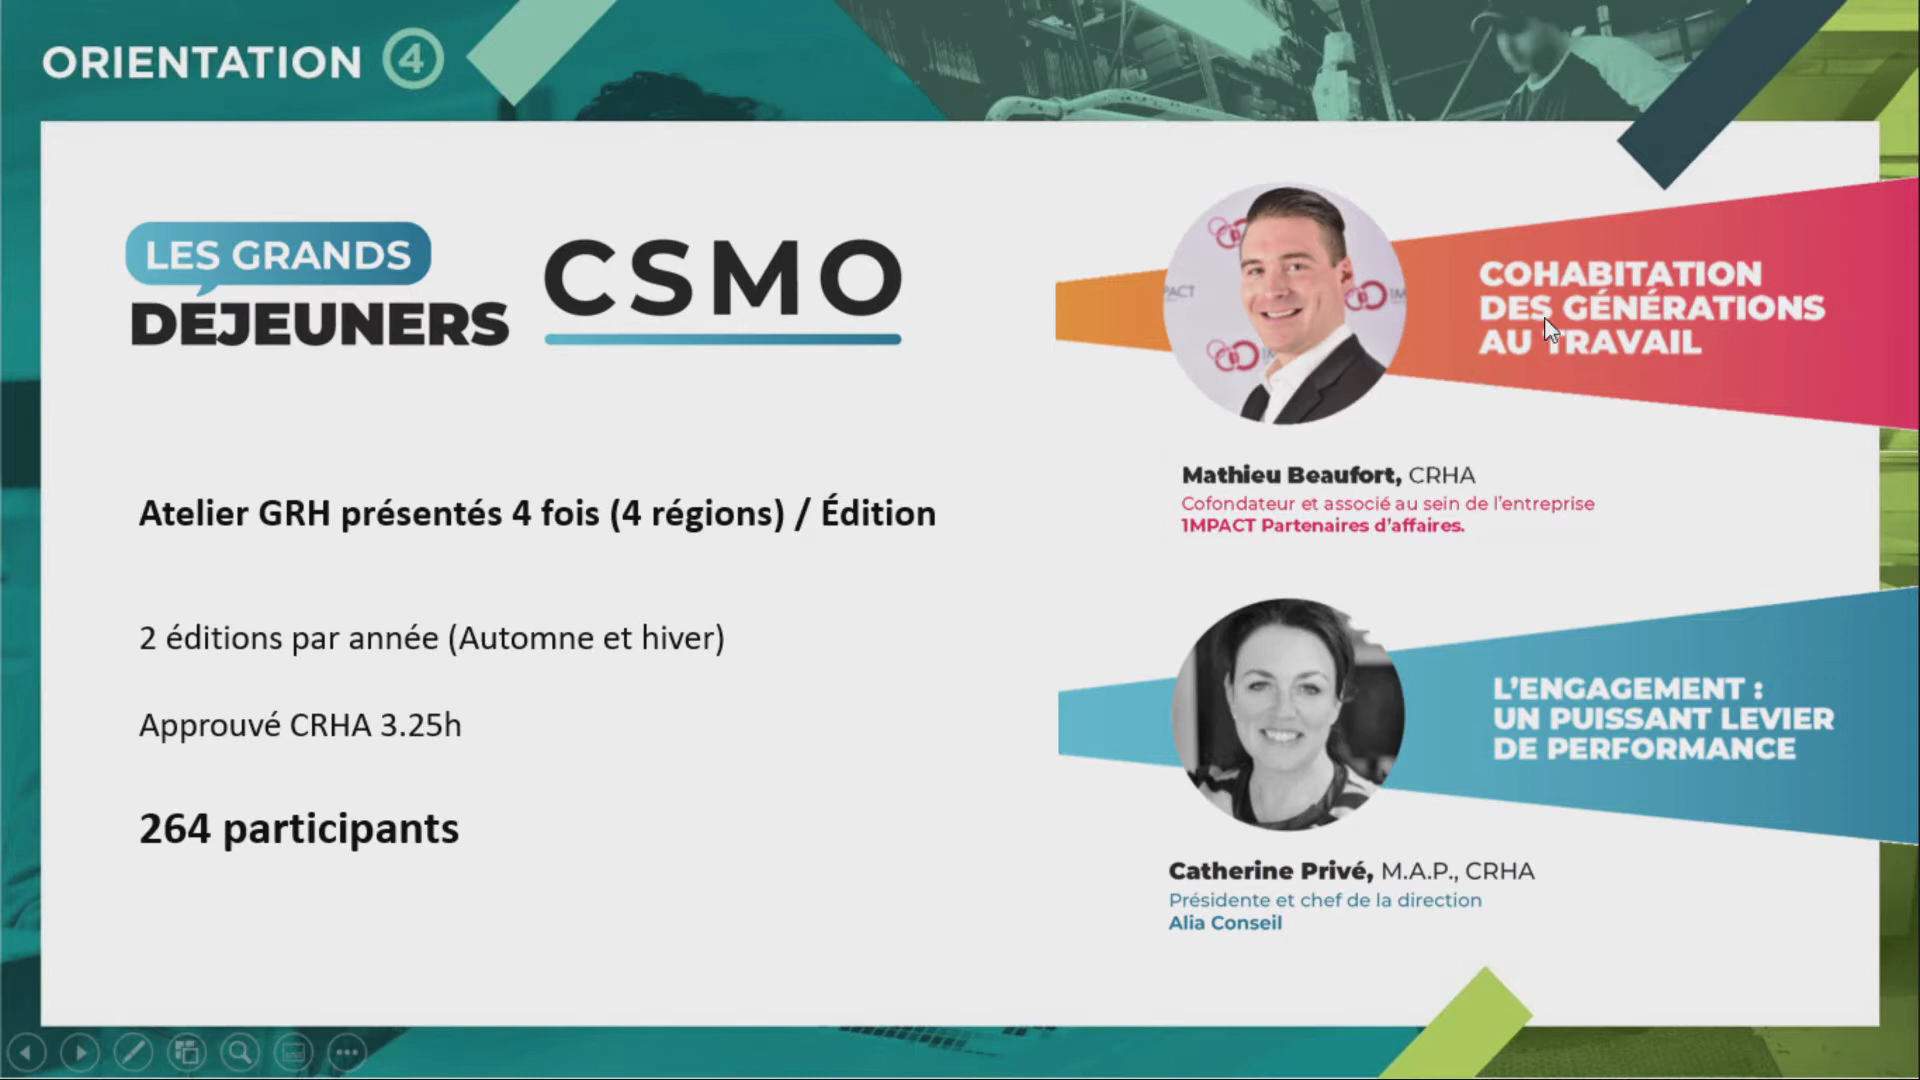 ORIENTATION 4
LES GRANDS
DÉJEUNERS
CSMO
Atelier GRH présentés 4 fois (4 régions) / Édition
2 éditions par année (Automne et hiver)
Approuvé CRHA 3.25h
264 participants
COHABITATION
DES GÉNÉRATIONS
AU TRAVAIL
Mathieu Beaufort, CRHA
Cofondateur et associé au sein de l'entreprise
1MPACT Partenaires d'affaires.
L'ENGAGEMENT :
UN PUISSANT LEVIER
DE PERFORMANCE
Catherine Privé, M.A.P., CRHA
Présidente et chef de la direction
Alia Conseil